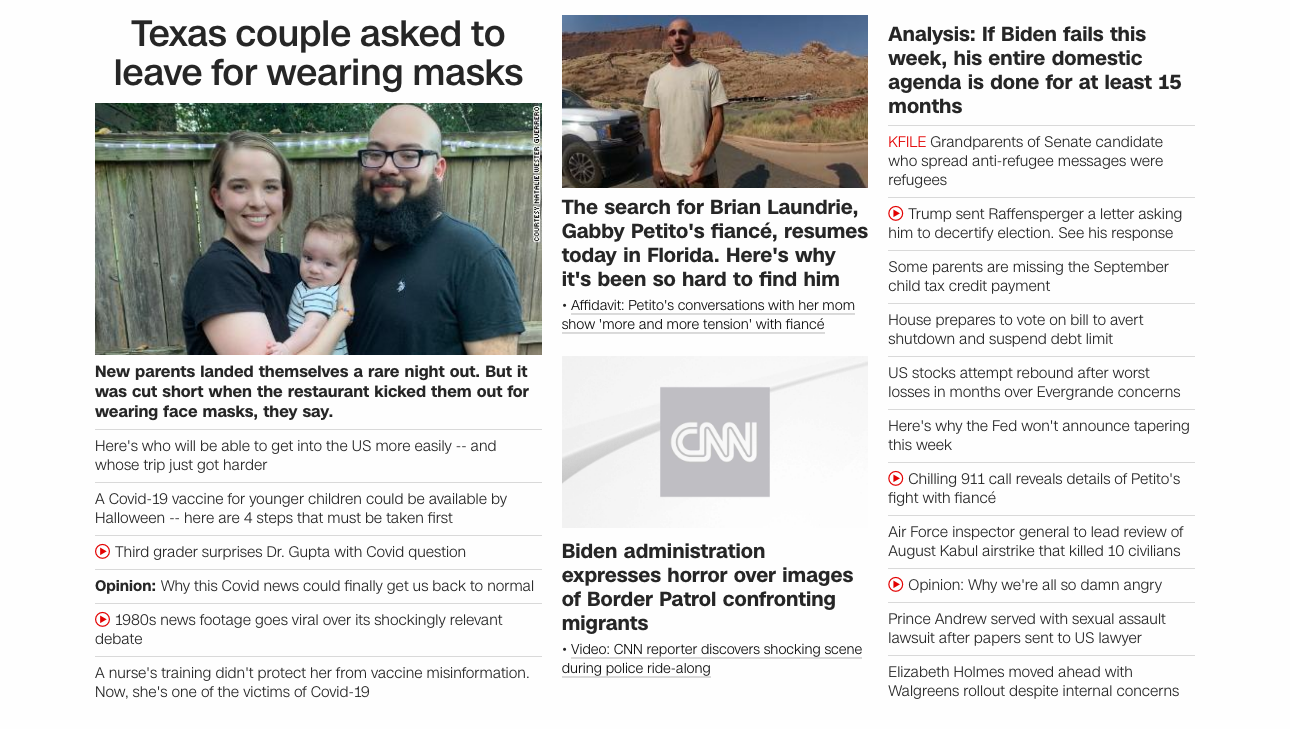 Texas couple asked to
leave for wearing masks
COURTESY NATALIE WESTER GUERRERO
New parents landed themselves a rare night out. But it
was cut short when the restaurant kicked them out for
wearing face masks, they say.
Here's who will be able to get into the US more easily -- and
whose trip just got harder
A Covid-19 vaccine for younger children could be available by
Halloween -- here are 4 steps that must be taken first
Third grader surprises Dr. Gupta with Covid question
Opinion: Why this Covid news could finally get us back to normal
1980s news footage goes viral over its shockingly relevant
debate
A nurse's training didn't protect her from vaccine misinformation.
Now, she's one of the victims of Covid-19
The search for Brian Laundrie,
Gabby Petito's fiancé, resumes
today in Florida. Here's why
it's been so hard to find him
• Affidavit: Petito's conversations with her mom
show 'more and more tension' with fiancé
CNN
Biden administration
expresses horror over images
of Border Patrol confronting
migrants
• Video: CNN reporter discovers shocking scene
during police ride-along
Analysis: If Biden fails this
week, his entire domestic
agenda is done for at least 15
months
KFILE Grandparents of Senate candidate
who spread anti-refugee messages were
refugees
Trump sent Raffensperger a letter asking
him to decertify election. See his response
Some parents are missing the September
child tax credit payment
House prepares to vote on bill to avert
shutdown and suspend debt limit
US stocks attempt rebound after worst
losses in months over Evergrande concerns
Here's why the Fed won't announce tapering
this week
Chilling 911 call reveals details of Petito's
fight with fiancé
Air Force inspector general to lead review of
August Kabul airstrike that killed 10 civilians
Opinion: Why we're all so damn angry
Prince Andrew served with sexual assault
lawsuit after papers sent to US lawyer
Elizabeth Holmes moved ahead with
Walgreens rollout despite internal concerns